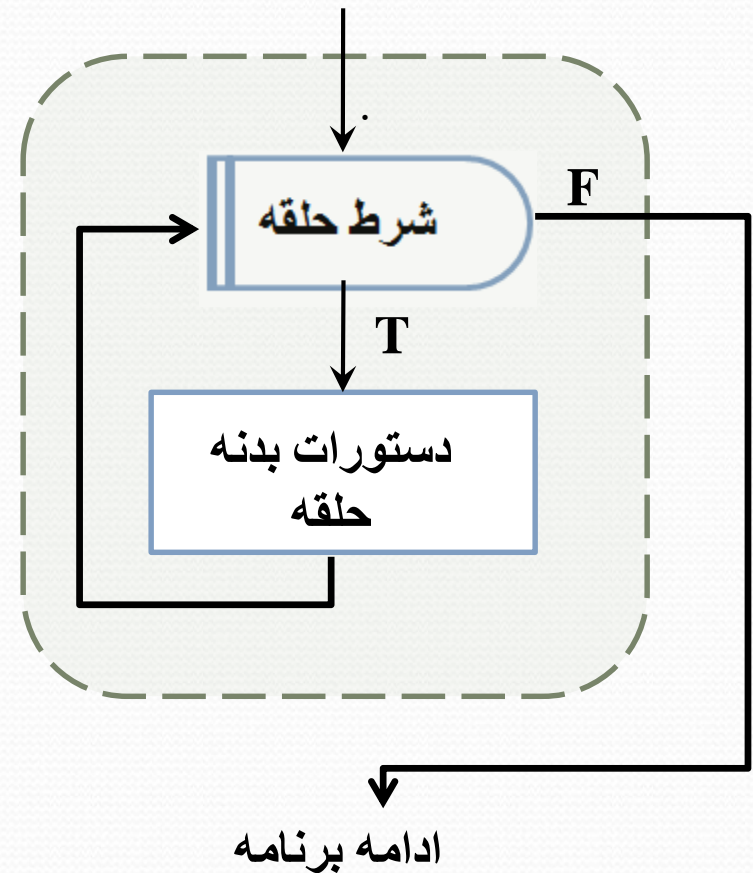 شرط حلقه
F
T
دستورات بدنه
حلقه
ادامه برنامه